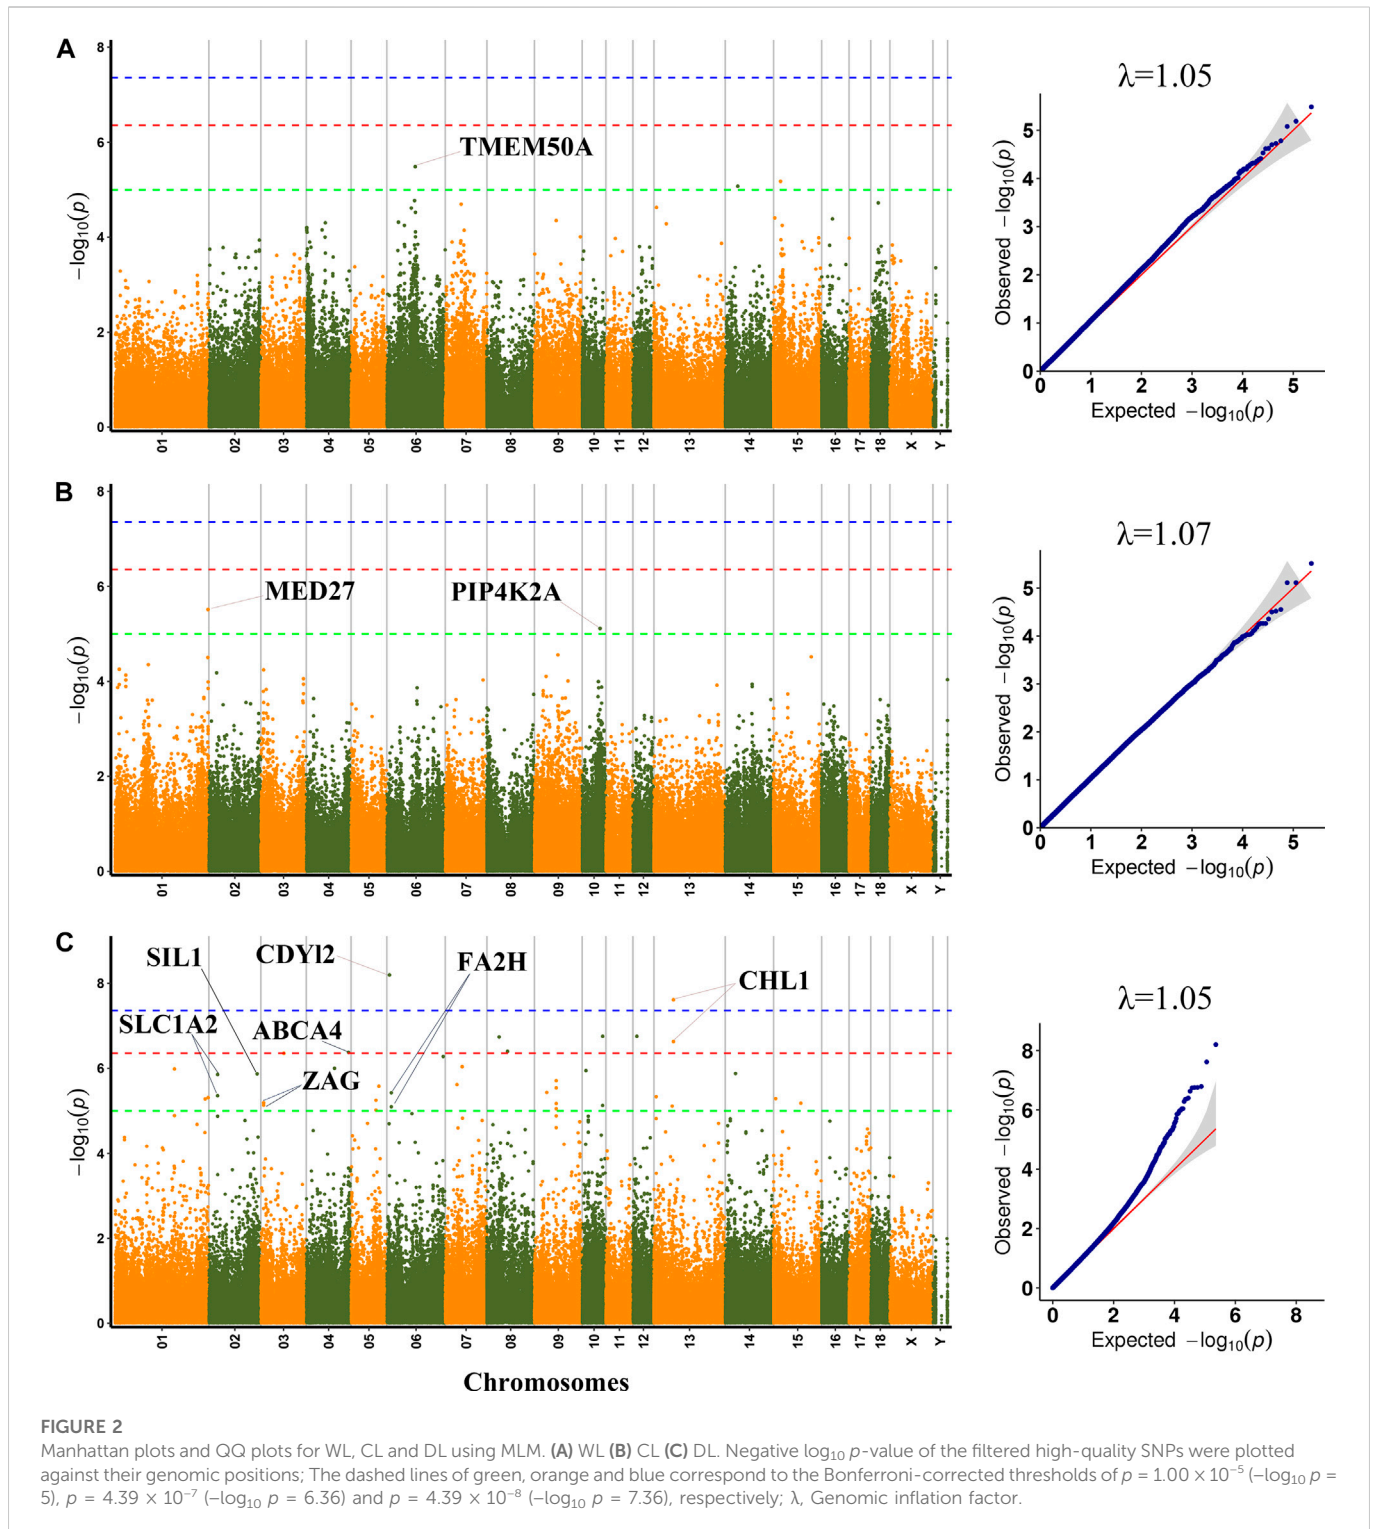 A
8
6
4
2
0
−log₁₀(p)
TMEM50A
01 02 03 04 05 06 07 08 09 10 11 12 13 14 15 16 17 18 X Y
λ=1.05
Observed −log₁₀(p)
5
4
3
2
1
0
0 1 2 3 4 5
Expected −log₁₀(p)
B
8
6
4
2
0
−log₁₀(p)
MED27
PIP4K2A
01 02 03 04 05 06 07 08 09 10 11 12 13 14 15 16 17 18 X Y
λ=1.07
Observed −log₁₀(p)
5
4
3
2
1
0
0 1 2 3 4 5
Expected −log₁₀(p)
C
8
6
4
2
0
−log₁₀(p)
SIL1
CDYl2
FA2H
CHL1
SLC1A2
ABCA4
ZAG
01 02 03 04 05 06 07 08 09 10 11 12 13 14 15 16 17 18 X Y
Chromosomes
λ=1.05
Observed −log₁₀(p)
8
6
4
2
0
0 2 4 6 8
Expected −log₁₀(p)
FIGURE 2
Manhattan plots and QQ plots for WL, CL and DL using MLM. (A) WL (B) CL (C) DL. Negative log₁₀ p-value of the filtered high-quality SNPs were plotted
against their genomic positions; The dashed lines of green, orange and blue correspond to the Bonferroni-corrected thresholds of p = 1.00 × 10⁻⁵ (−log₁₀ p =
5), p = 4.39 × 10⁻⁷ (−log₁₀ p = 6.36) and p = 4.39 × 10⁻⁸ (−log₁₀ p = 7.36), respectively; λ, Genomic inflation factor.